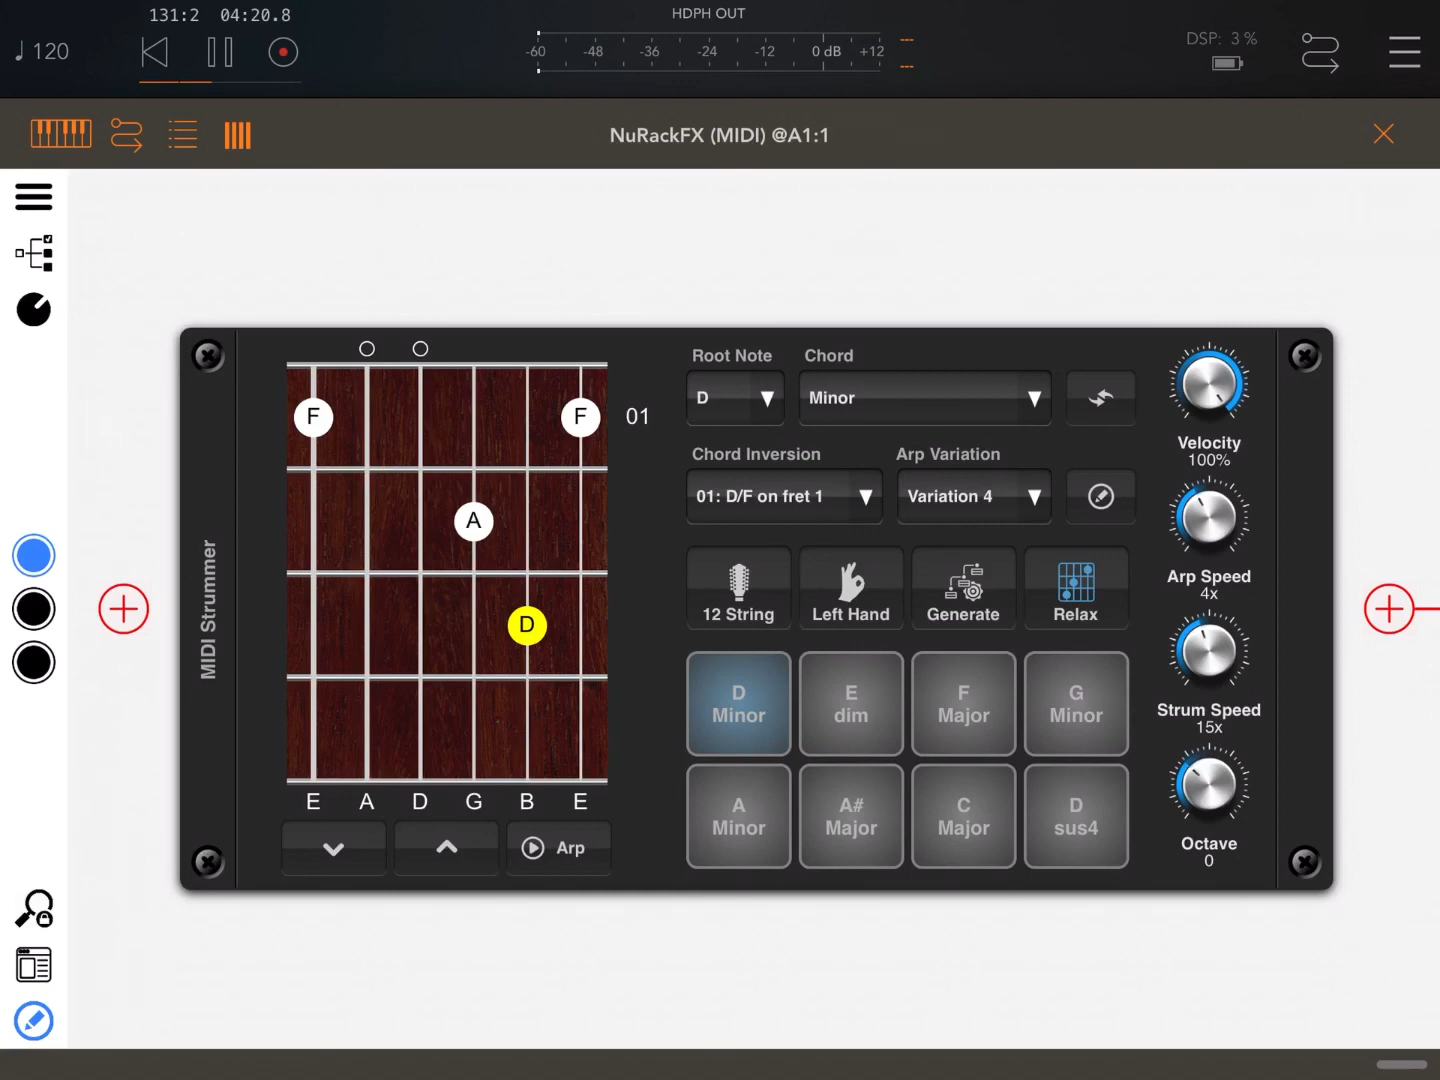 131:2 04:20.8
HDPH OUT
♩ 120
-60 -48 -36 -24 -12 0 dB +12
---
---
DSP: 3 %
NuRackFX (MIDI) @A1:1
MIDI Strummer
F F 01
A
D
E A D G B E
Arp
Root Note Chord
D Minor
Chord Inversion Arp Variation
01: D/F on fret 1 Variation 4
12 String Left Hand Generate Relax
D Minor
E dim
F Major
G Minor
A Minor
A# Major
C Major
D sus4
Velocity
100%
Arp Speed
4x
Strum Speed
15x
Octave
0